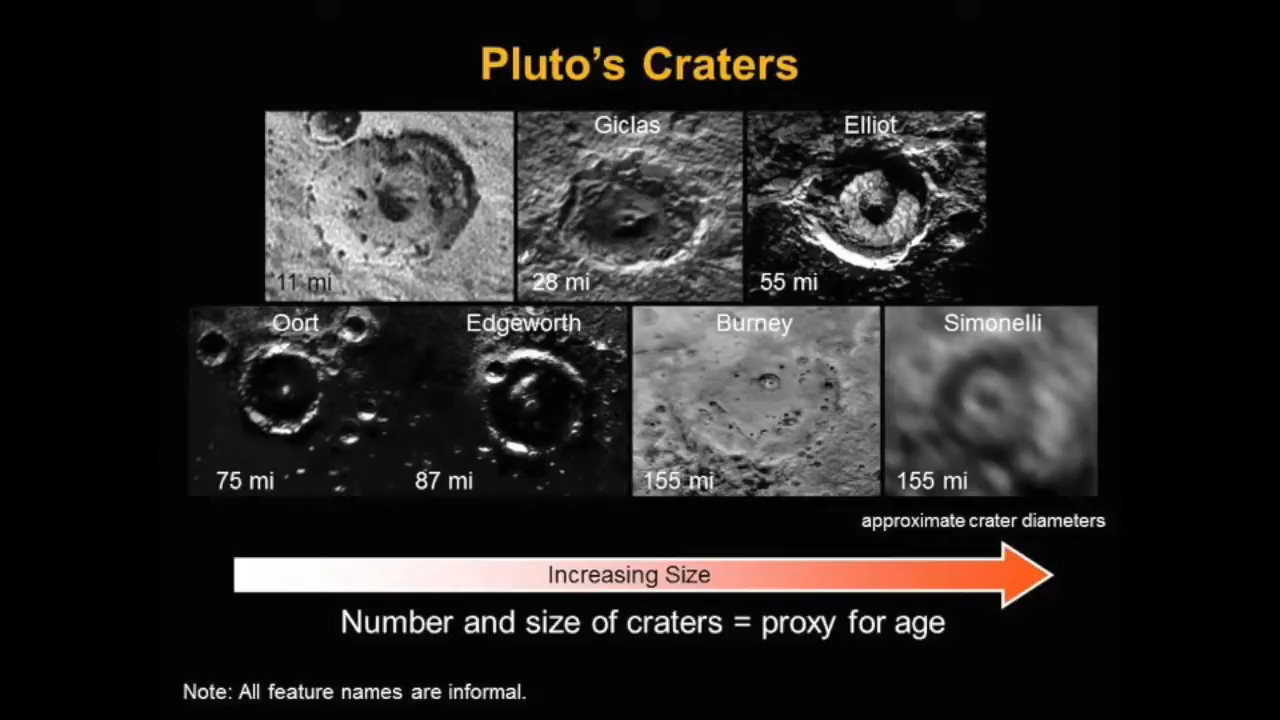 Pluto's Craters
Giclas
Elliot
11 mi
28 mi
55 mi
Oort
Edgeworth
Burney
Simonelli
75 mi
87 mi
155 mi
155 mi
approximate crater diameters
Increasing Size
Number and size of craters = proxy for age
Note: All feature names are informal.